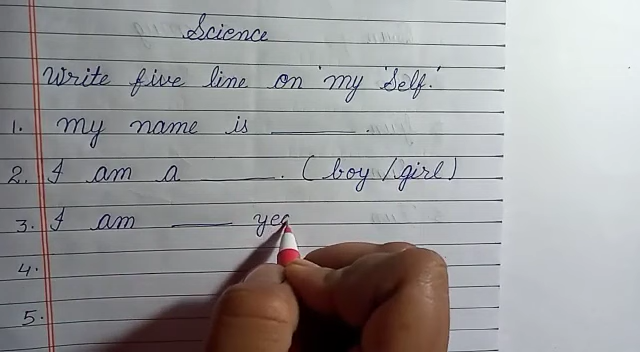 Science
Write five line on 'my self.'
1. my name is ______ .
2. I am a ______ . (boy / girl)
3. I am ______ yea
4.
5.